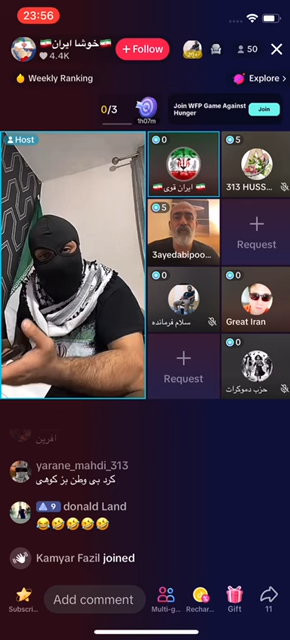 23:56
🇮🇷خوشا ایران🇮🇷
4.4K
+ Follow
50
Weekly Ranking
Explore >
0/3
1h07m
Join WFP Game Against Hunger
Join
Host
0
🇮🇷 ایران قوی 🇮🇷
5
313 HUSS...
5
3ayedabipoo...
+
Request
0
سلام فرمانده
0
Great Iran
+
Request
0
حزب دموکرات
آفرین
yarane_mahdi_313
کرد بی وطن بز کوهی
9 donald Land
😂🤣🤣🤣🤣
Kamyar Fazil joined
Subscri...
Add comment
Multi-g...
Rechar...
Gift
11